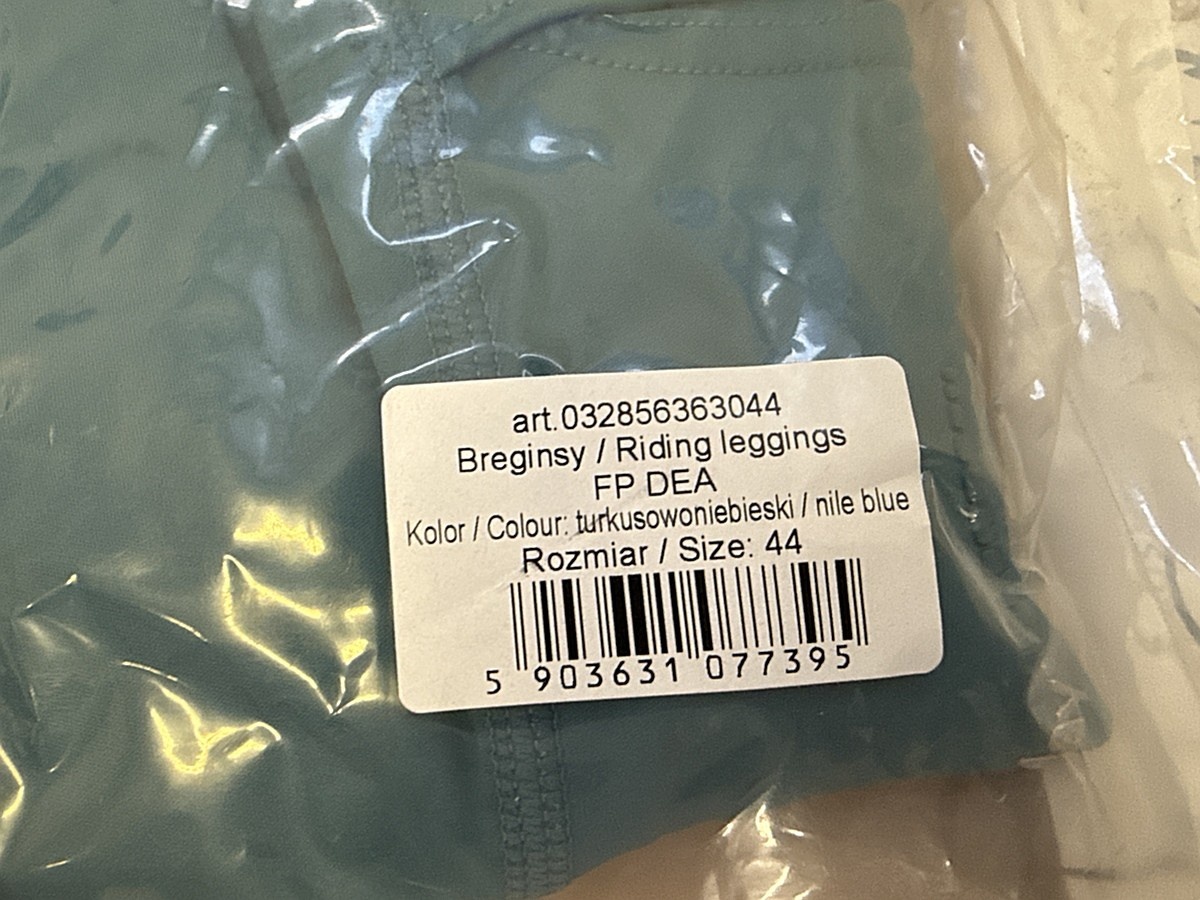 art.032856363044
Breginsy / Riding leggings
FP DEA
Kolor / Colour: turkusowoniebieski / nile blue
Rozmiar / Size: 44
5 903631 077395